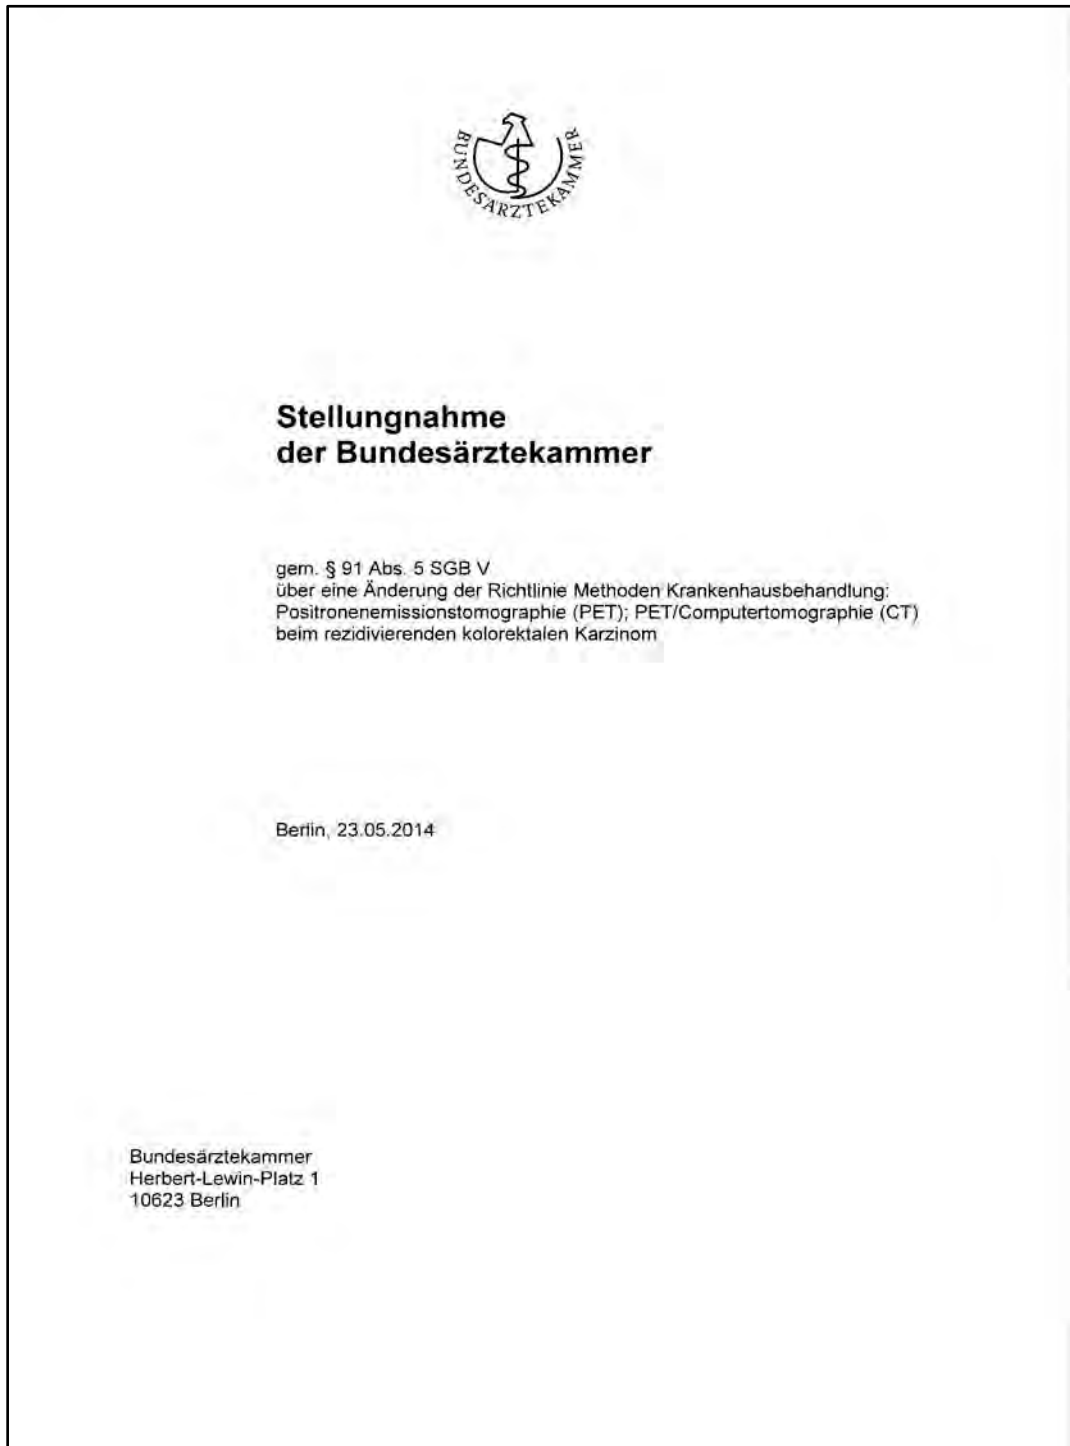 BUNDESÄRZTEKAMMER
Stellungnahme
der Bundesärztekammer
gem. § 91 Abs. 5 SGB V
über eine Änderung der Richtlinie Methoden Krankenhausbehandlung:
Positronenemissionstomographie (PET); PET/Computertomographie (CT)
beim rezidivierenden kolorektalen Karzinom
Berlin, 23.05.2014
Bundesärztekammer
Herbert-Lewin-Platz 1
10623 Berlin